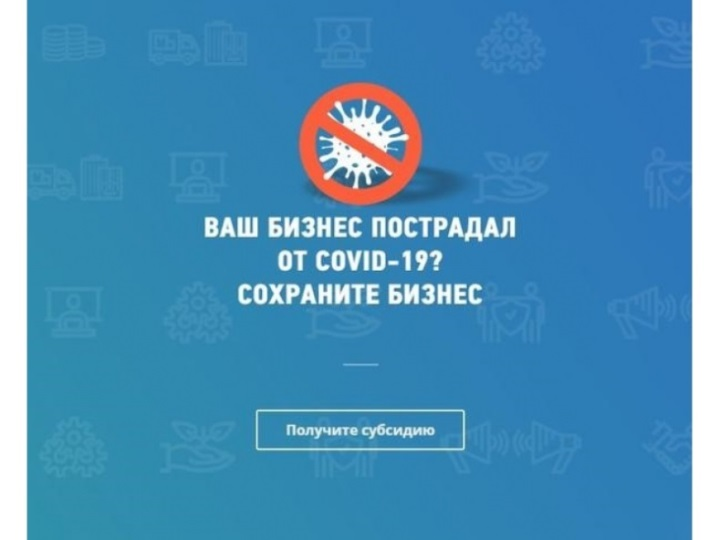 ВАШ БИЗНЕС ПОСТРАДАЛ
ОТ COVID-19?
СОХРАНИТЕ БИЗНЕС
Получите субсидию